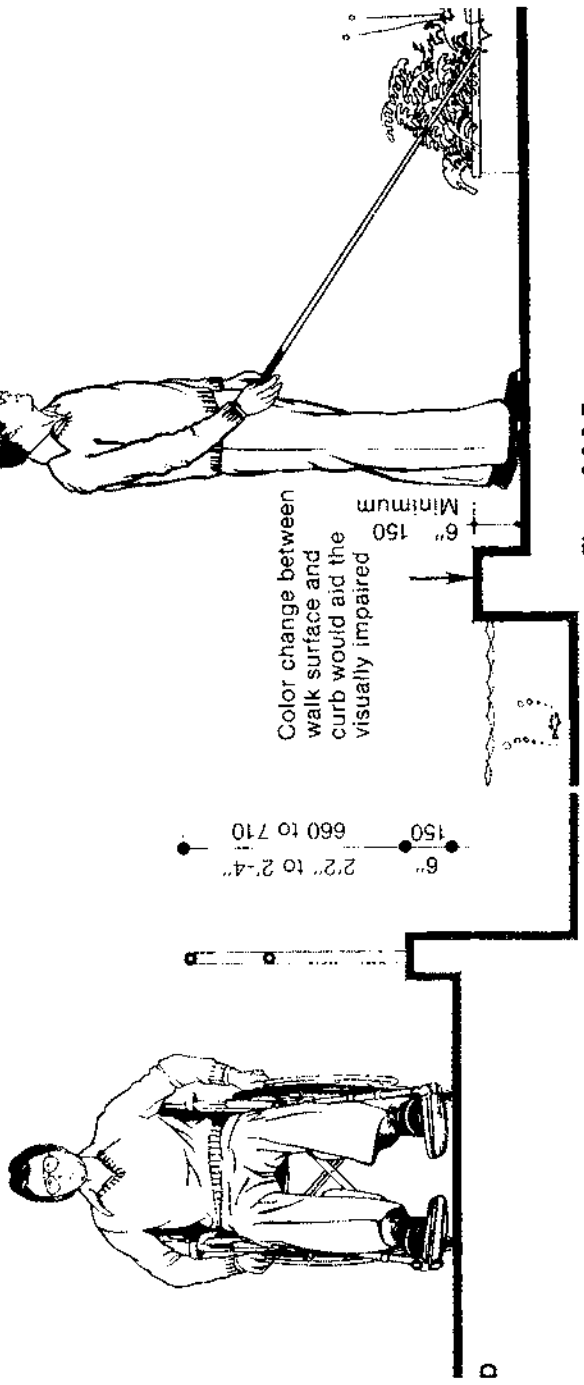 Color change between
walk surface and
curb would aid the
visually impaired
6" 150
Minimum
2'2" to 2'-4"
660 to 710
6"
150
D